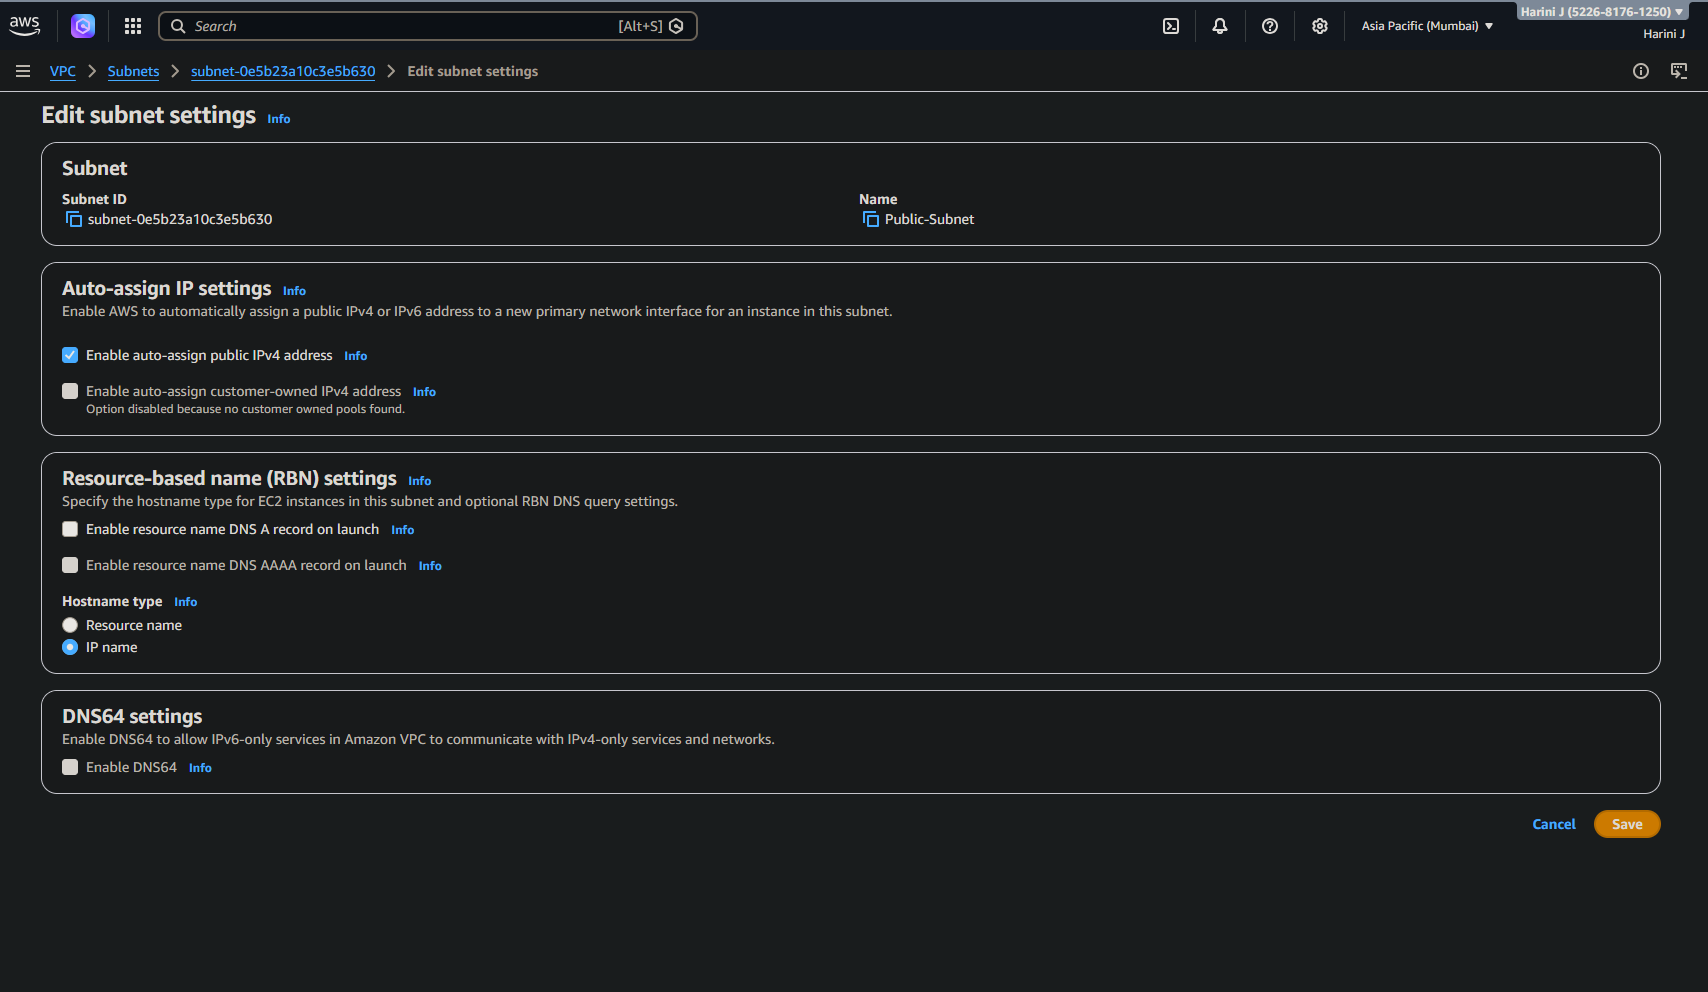 aws
Search [Alt+S]
Asia Pacific (Mumbai)
Harini J (5226-8176-1250)
Harini J
VPC
Subnets
subnet-0e5b23a10c3e5b630
Edit subnet settings
Edit subnet settings Info
Subnet
Subnet ID
subnet-0e5b23a10c3e5b630
Name
Public-Subnet
Auto-assign IP settings Info
Enable AWS to automatically assign a public IPv4 or IPv6 address to a new primary network interface for an instance in this subnet.
Enable auto-assign public IPv4 address Info
Enable auto-assign customer-owned IPv4 address Info
Option disabled because no customer owned pools found.
Resource-based name (RBN) settings Info
Specify the hostname type for EC2 instances in this subnet and optional RBN DNS query settings.
Enable resource name DNS A record on launch Info
Enable resource name DNS AAAA record on launch Info
Hostname type Info
Resource name
IP name
DNS64 settings
Enable DNS64 to allow IPv6-only services in Amazon VPC to communicate with IPv4-only services and networks.
Enable DNS64 Info
Cancel Save